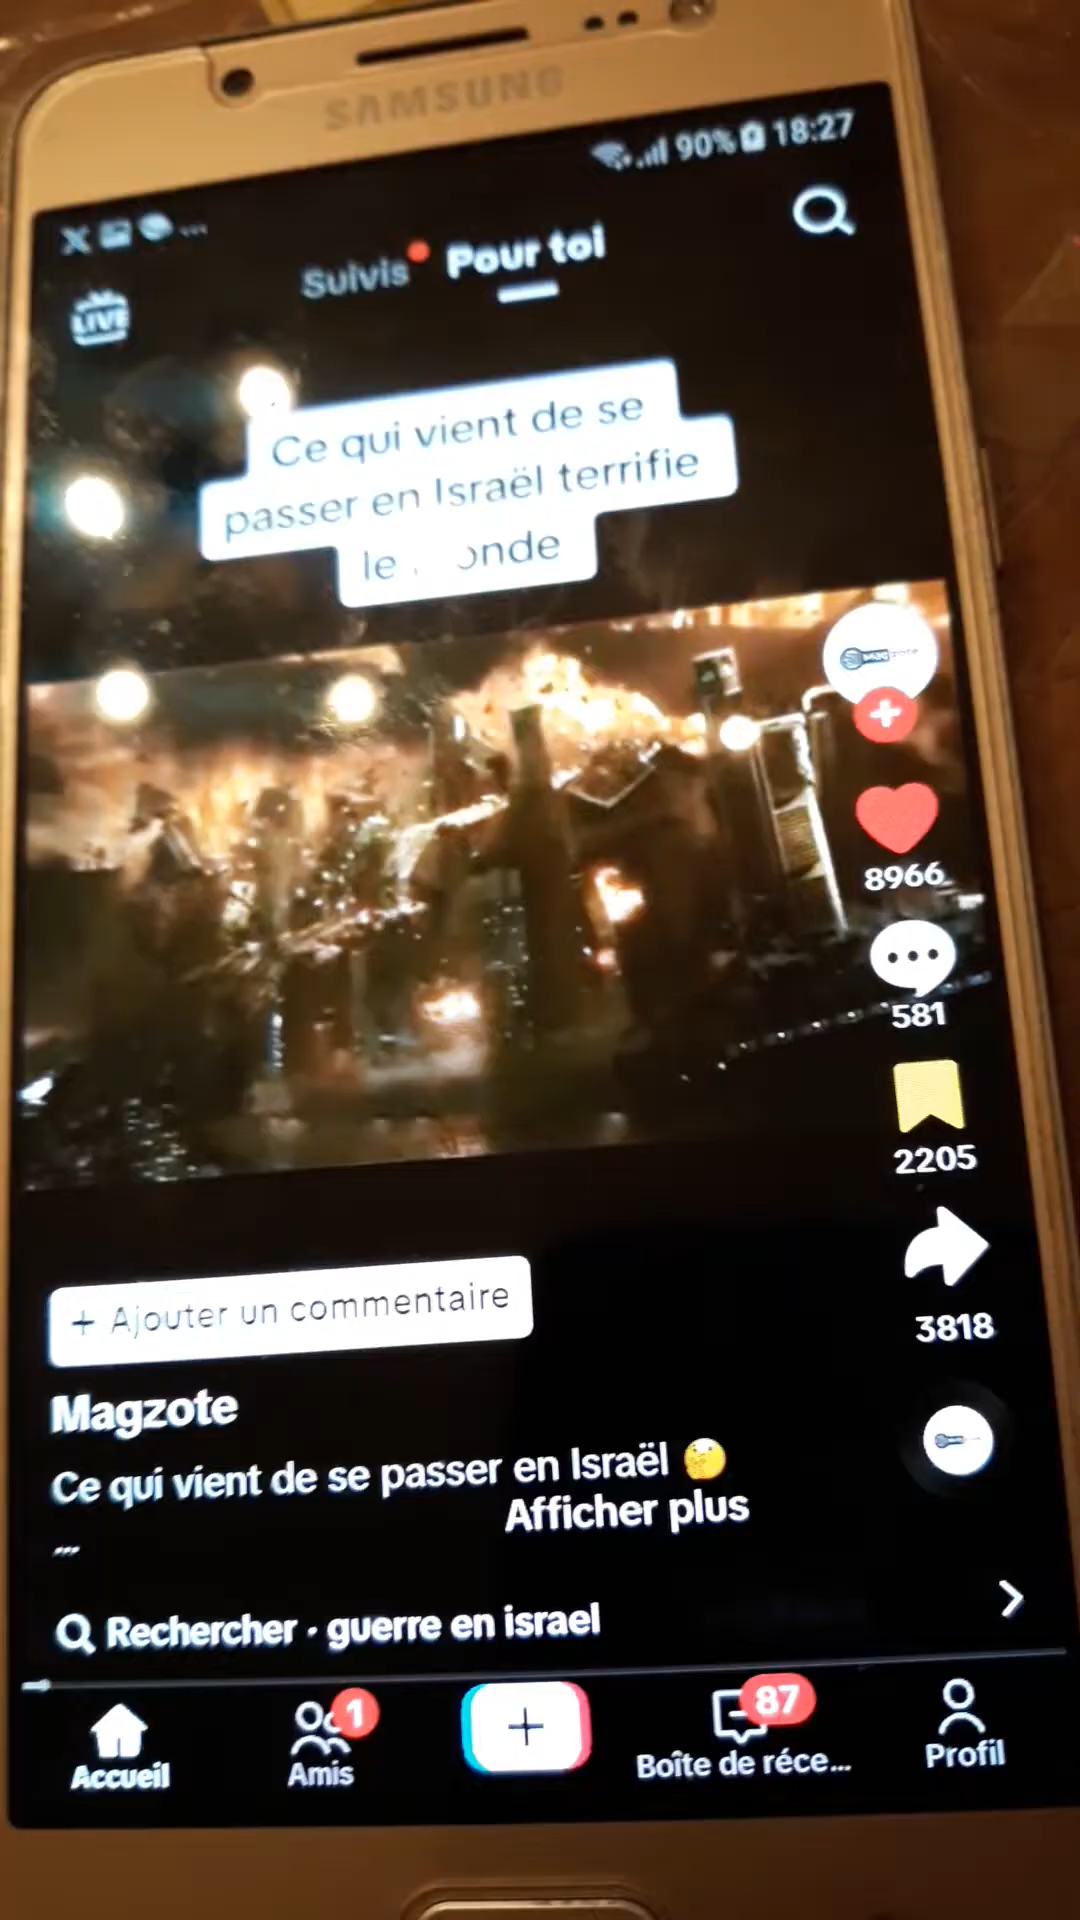 SAMSUNG
90% 18:27
Suivis Pour toi
LIVE
Ce qui vient de se
passer en Israël terrifie
le onde
8966
581
2205
3818
+ Ajouter un commentaire
Magzote
Ce qui vient de se passer en Israël
Afficher plus
...
Rechercher · guerre en israel
1
87
Accueil
Amis
Boîte de réce...
Profil